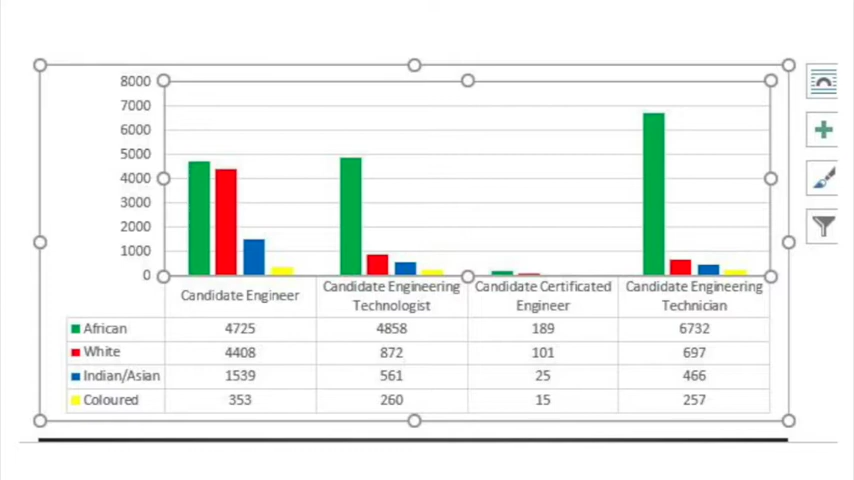 8000
7000
6000
5000
4000
3000
2000
1000
0
Candidate Engineer
Candidate Engineering
Technologist
Candidate Certificated
Engineer
Candidate Engineering
Technician
African 4725 4858 189 6732
White 4408 872 101 697
Indian/Asian 1539 561 25 466
Coloured 353 260 15 257